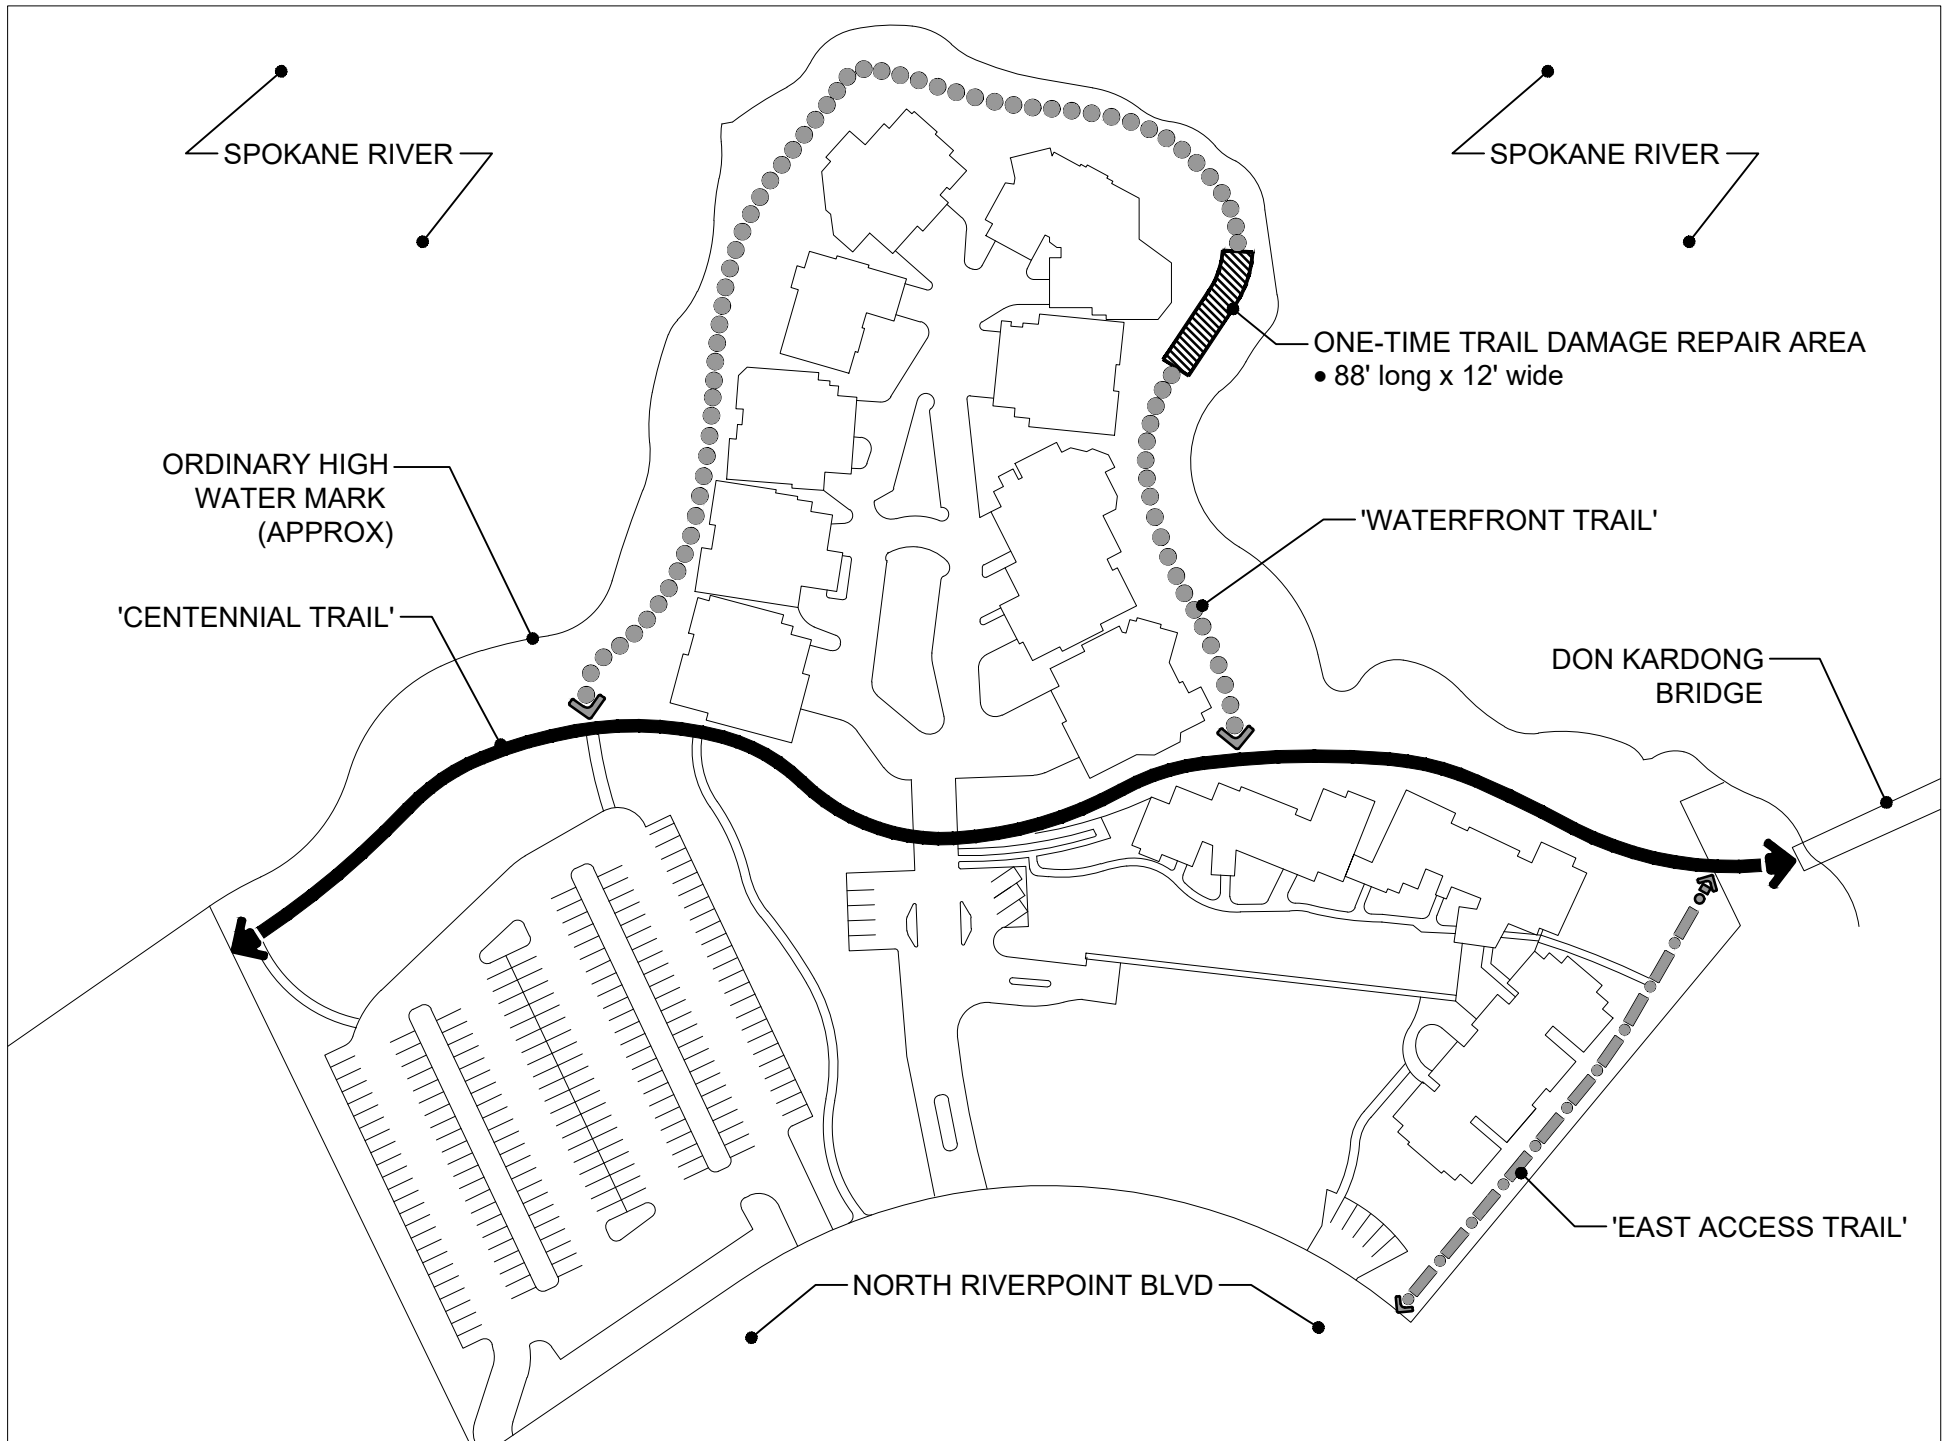 SPOKANE RIVER
SPOKANE RIVER
ONE-TIME TRAIL DAMAGE REPAIR AREA
• 88' long x 12' wide
ORDINARY HIGH
WATER MARK
(APPROX)
'WATERFRONT TRAIL'
'CENTENNIAL TRAIL'
DON KARDONG
BRIDGE
'EAST ACCESS TRAIL'
NORTH RIVERPOINT BLVD